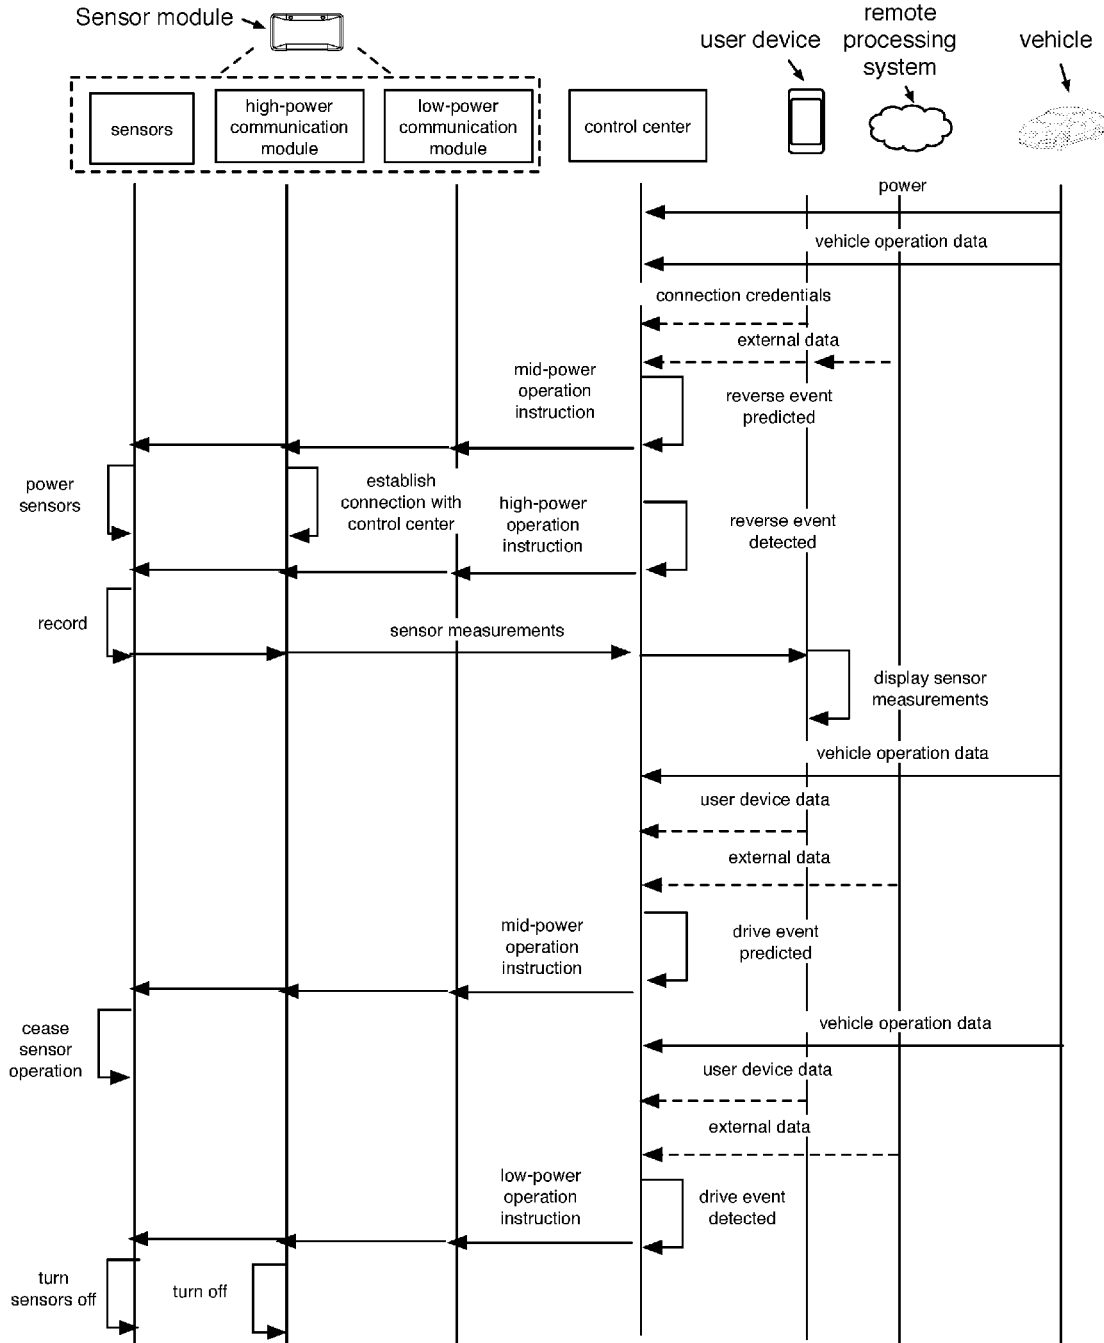 Sensor module
remote
processing
system
user device
vehicle
sensors
high-power
communication
module
low-power
communication
module
control center
power
vehicle operation data
connection credentials
external data
mid-power
operation
instruction
reverse event
predicted
power
sensors
establish
connection with
control center
high-power
operation
instruction
reverse event
detected
record
sensor measurements
display sensor
measurements
vehicle operation data
user device data
external data
mid-power
operation
instruction
drive event
predicted
cease
sensor
operation
vehicle operation data
user device data
external data
low-power
operation
instruction
drive event
detected
turn
sensors off
turn off